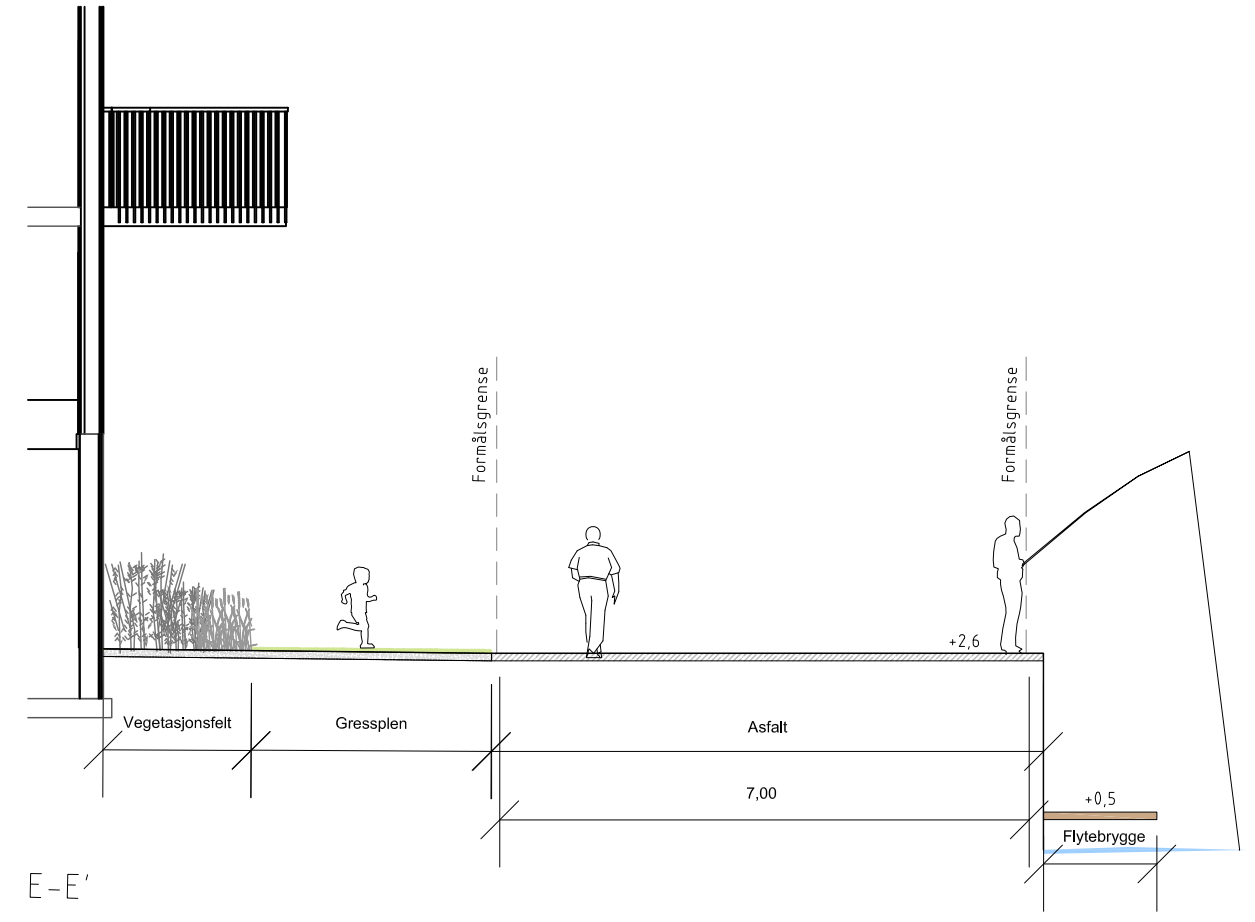 Formålsgrense
Formålsgrense
+2,6
Vegetasjonsfelt
Gressplen
Asfalt
7,00
+0,5
Flytebrygge
E-E'